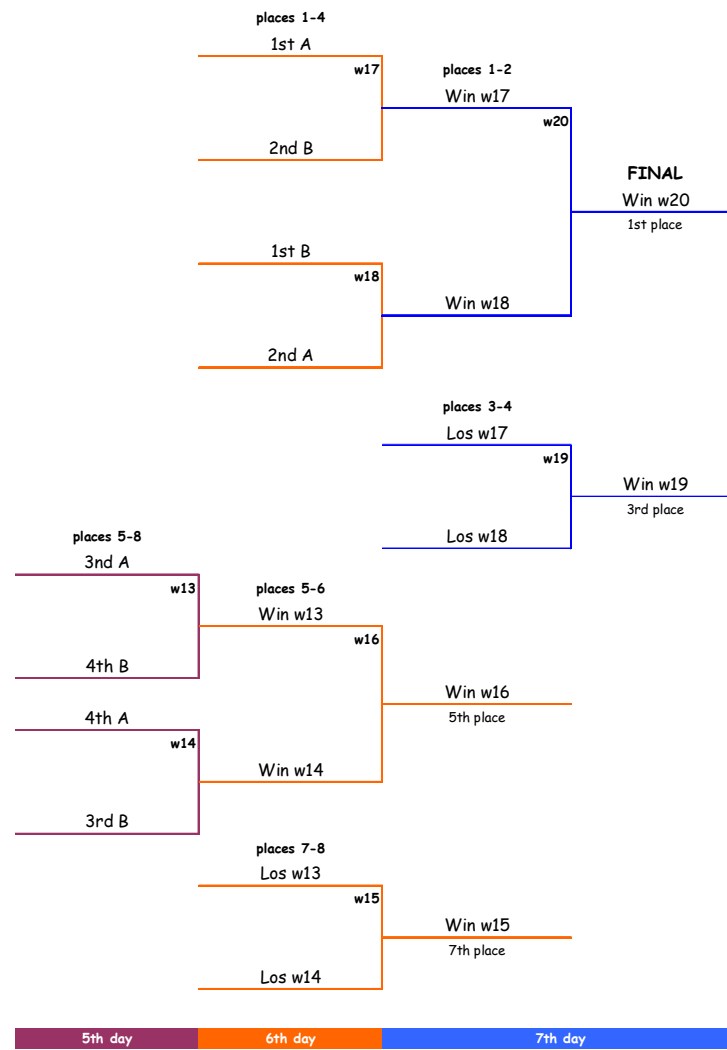 places 1-4
1st A
w17
places 1-2
Win w17
w20
2nd B
FINAL
Win w20
1st place
1st B
w18
Win w18
2nd A
places 3-4
Los w17
w19
Win w19
3rd place
Los w18
places 5-8
3nd A
w13
places 5-6
Win w13
w16
4th B
Win w16
5th place
4th A
w14
Win w14
3rd B
places 7-8
Los w13
w15
Win w15
7th place
Los w14
5th day 6th day 7th day